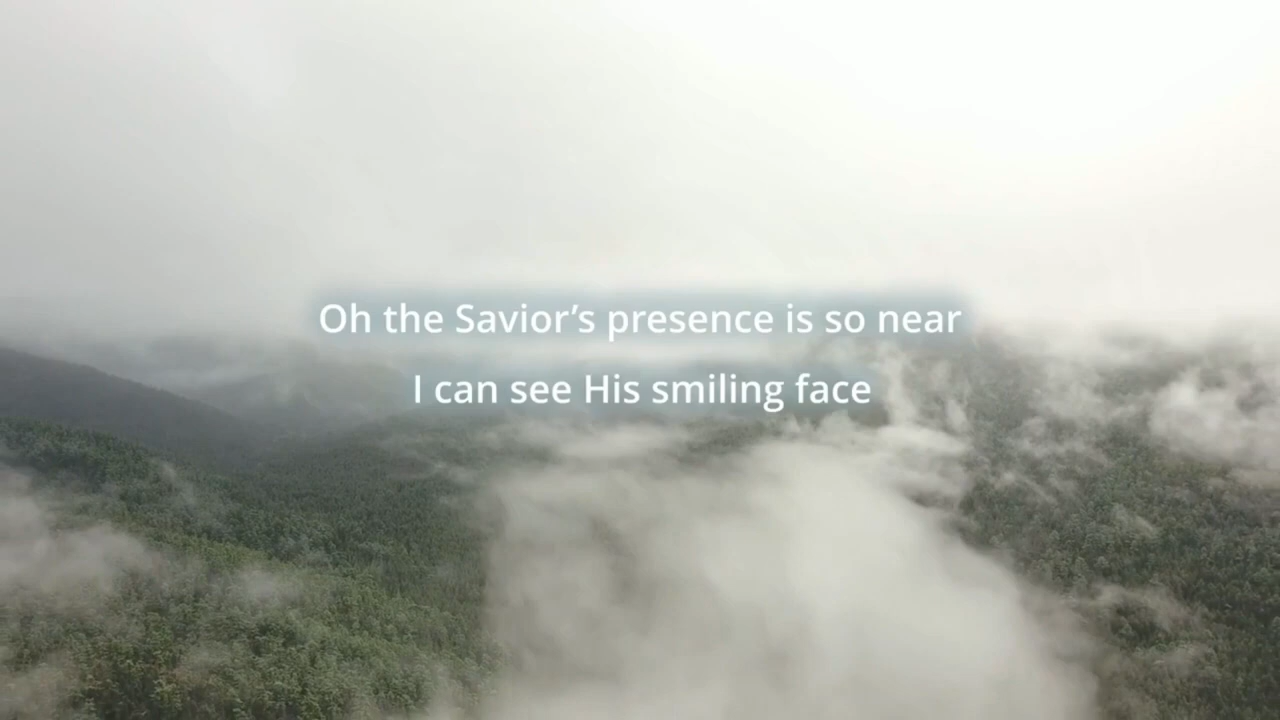 Oh the Savior’s presence is so near
I can see His smiling face